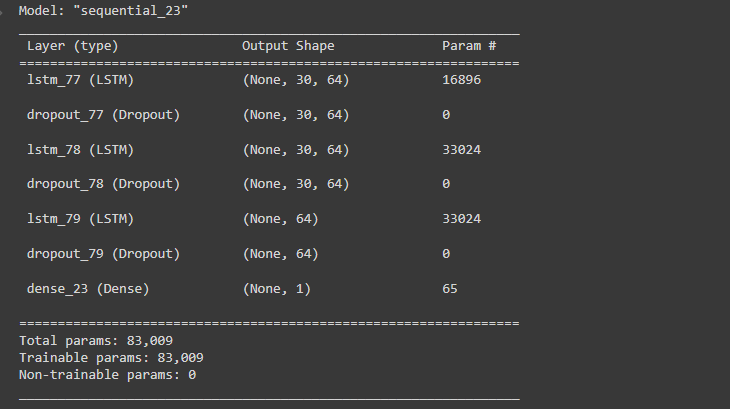 Model: "sequential_23"
Layer (type) Output Shape Param #
lstm_77 (LSTM) (None, 30, 64) 16896
dropout_77 (Dropout) (None, 30, 64) 0
lstm_78 (LSTM) (None, 30, 64) 33024
dropout_78 (Dropout) (None, 30, 64) 0
lstm_79 (LSTM) (None, 64) 33024
dropout_79 (Dropout) (None, 64) 0
dense_23 (Dense) (None, 1) 65
Total params: 83,009
Trainable params: 83,009
Non-trainable params: 0